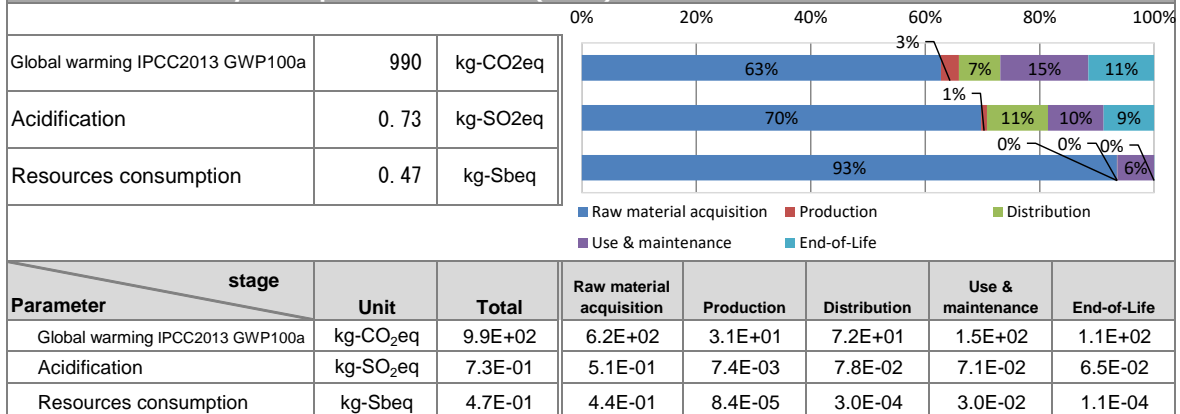 0% 20% 40% 60% 80% 100%
Global warming IPCC2013 GWP100a 990 kg-CO2eq
3%
63% 7% 15% 11%
Acidification 0.73 kg-SO2eq
1%
70% 11% 10% 9%
Resources consumption 0.47 kg-Sbeq
0% 0% 0%
93% 6%
Raw material acquisition Production Distribution
Use & maintenance End-of-Life
stage
Parameter Unit Total Raw material acquisition Production Distribution Use & maintenance End-of-Life
Global warming IPCC2013 GWP100a kg-CO₂eq 9.9E+02 6.2E+02 3.1E+01 7.2E+01 1.5E+02 1.1E+02
Acidification kg-SO₂eq 7.3E-01 5.1E-01 7.4E-03 7.8E-02 7.1E-02 6.5E-02
Resources consumption kg-Sbeq 4.7E-01 4.4E-01 8.4E-05 3.0E-04 3.0E-02 1.1E-04